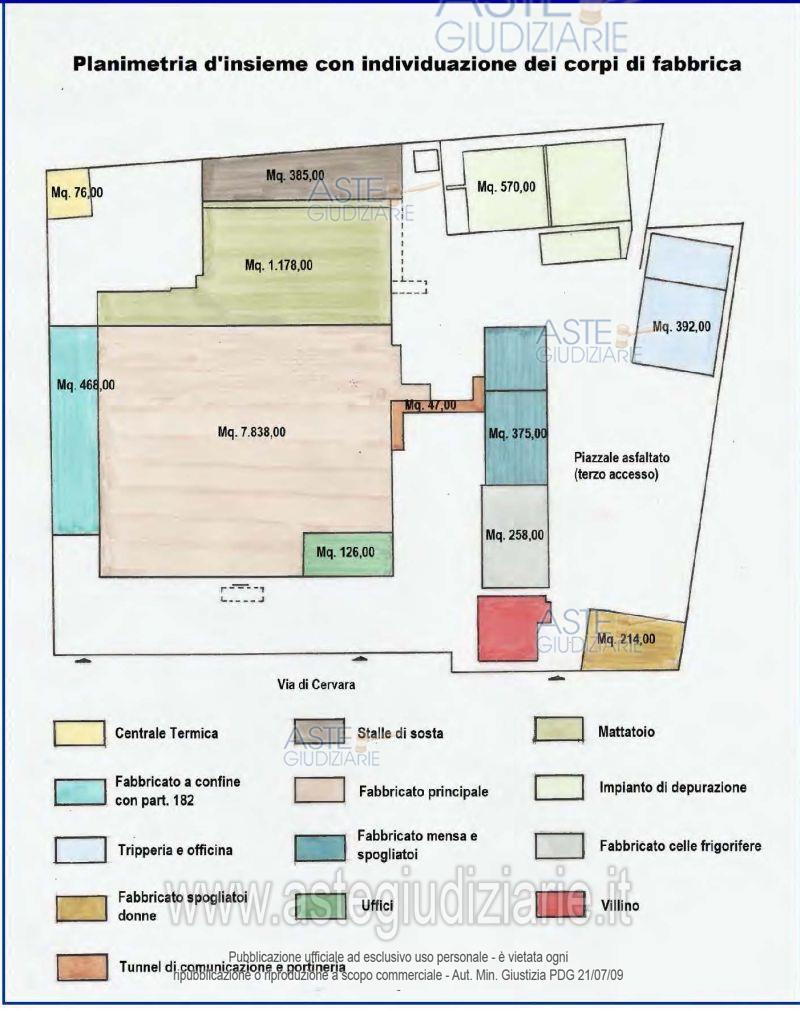 ASTE
GIUDIZIARIE
Planimetria d'insieme con individuazione dei corpi di fabbrica
Mq. 76,00
Mq. 385,00
ASTE
GIUDIZIARIE
Mq. 570,00
Mq. 1.178,00
ASTE
GIUDIZIARIE
Mq. 392,00
Mq. 468,00
Mq. 47,00
Mq. 7.838,00
Mq. 375,00
Piazzale asfaltato
(terzo accesso)
Mq. 258,00
Mq. 126,00
ASTE
GIUDIZIARIE
Mq. 214,00
Via di Cervara
Centrale Termica
Stalle di sosta
Mattatoio
ASTE
GIUDIZIARIE
Fabbricato a confine
con part. 182
Fabbricato principale
Impianto di depurazione
Tripperia e officina
Fabbricato mensa e
spogliatoi
Fabbricato celle frigorifere
Fabbricato spogliatoi
donne
Uffici
Villino
www.astegiudiziarie.it
Tunnel di comunicazione e portineria
Pubblicazione ufficiale ad esclusivo uso personale - è vietata ogni
ripubblicazione o riproduzione a scopo commerciale - Aut. Min. Giustizia PDG 21/07/09